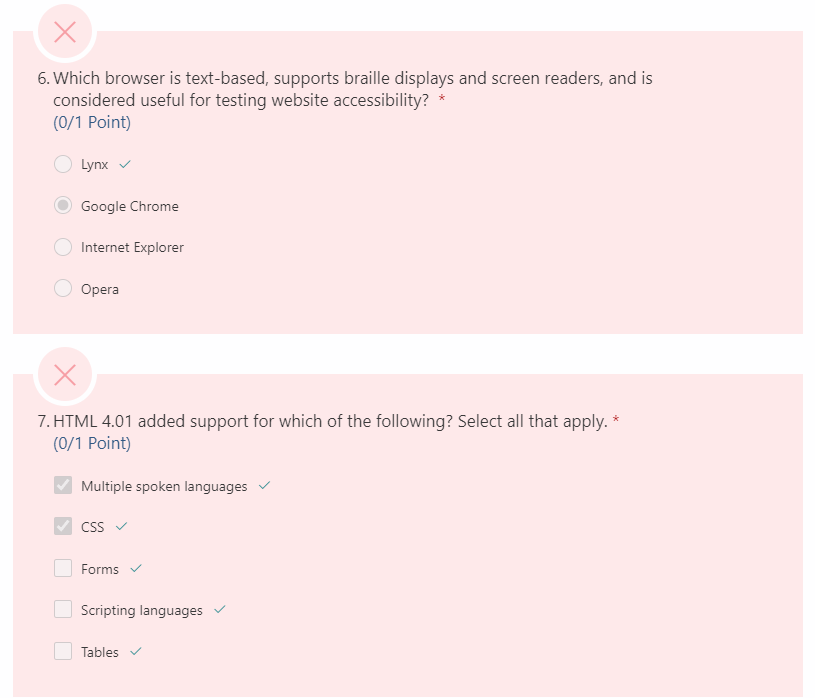 6. Which browser is text-based, supports braille displays and screen readers, and is
considered useful for testing website accessibility? *
(0/1 Point)
Lynx
Google Chrome
Internet Explorer
Opera
7. HTML 4.01 added support for which of the following? Select all that apply. *
(0/1 Point)
Multiple spoken languages
CSS
Forms
Scripting languages
Tables